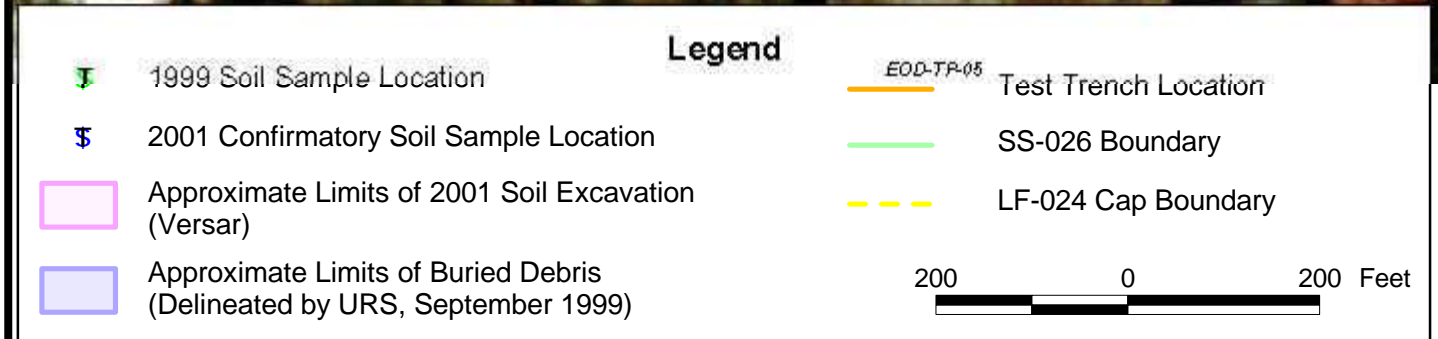 Legend
1999 Soil Sample Location
2001 Confirmatory Soil Sample Location
Approximate Limits of 2001 Soil Excavation
(Versar)
Approximate Limits of Buried Debris
(Delineated by URS, September 1999)
EOD-TP-05
Test Trench Location
SS-026 Boundary
LF-024 Cap Boundary
200 0 200 Feet